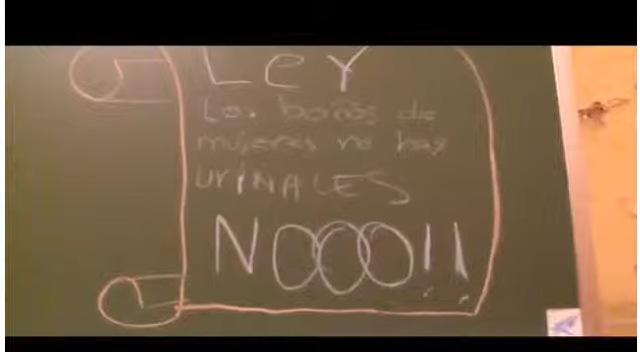 LeY
Los baños de
mujeres no hay
UriNALES
NOOO!!